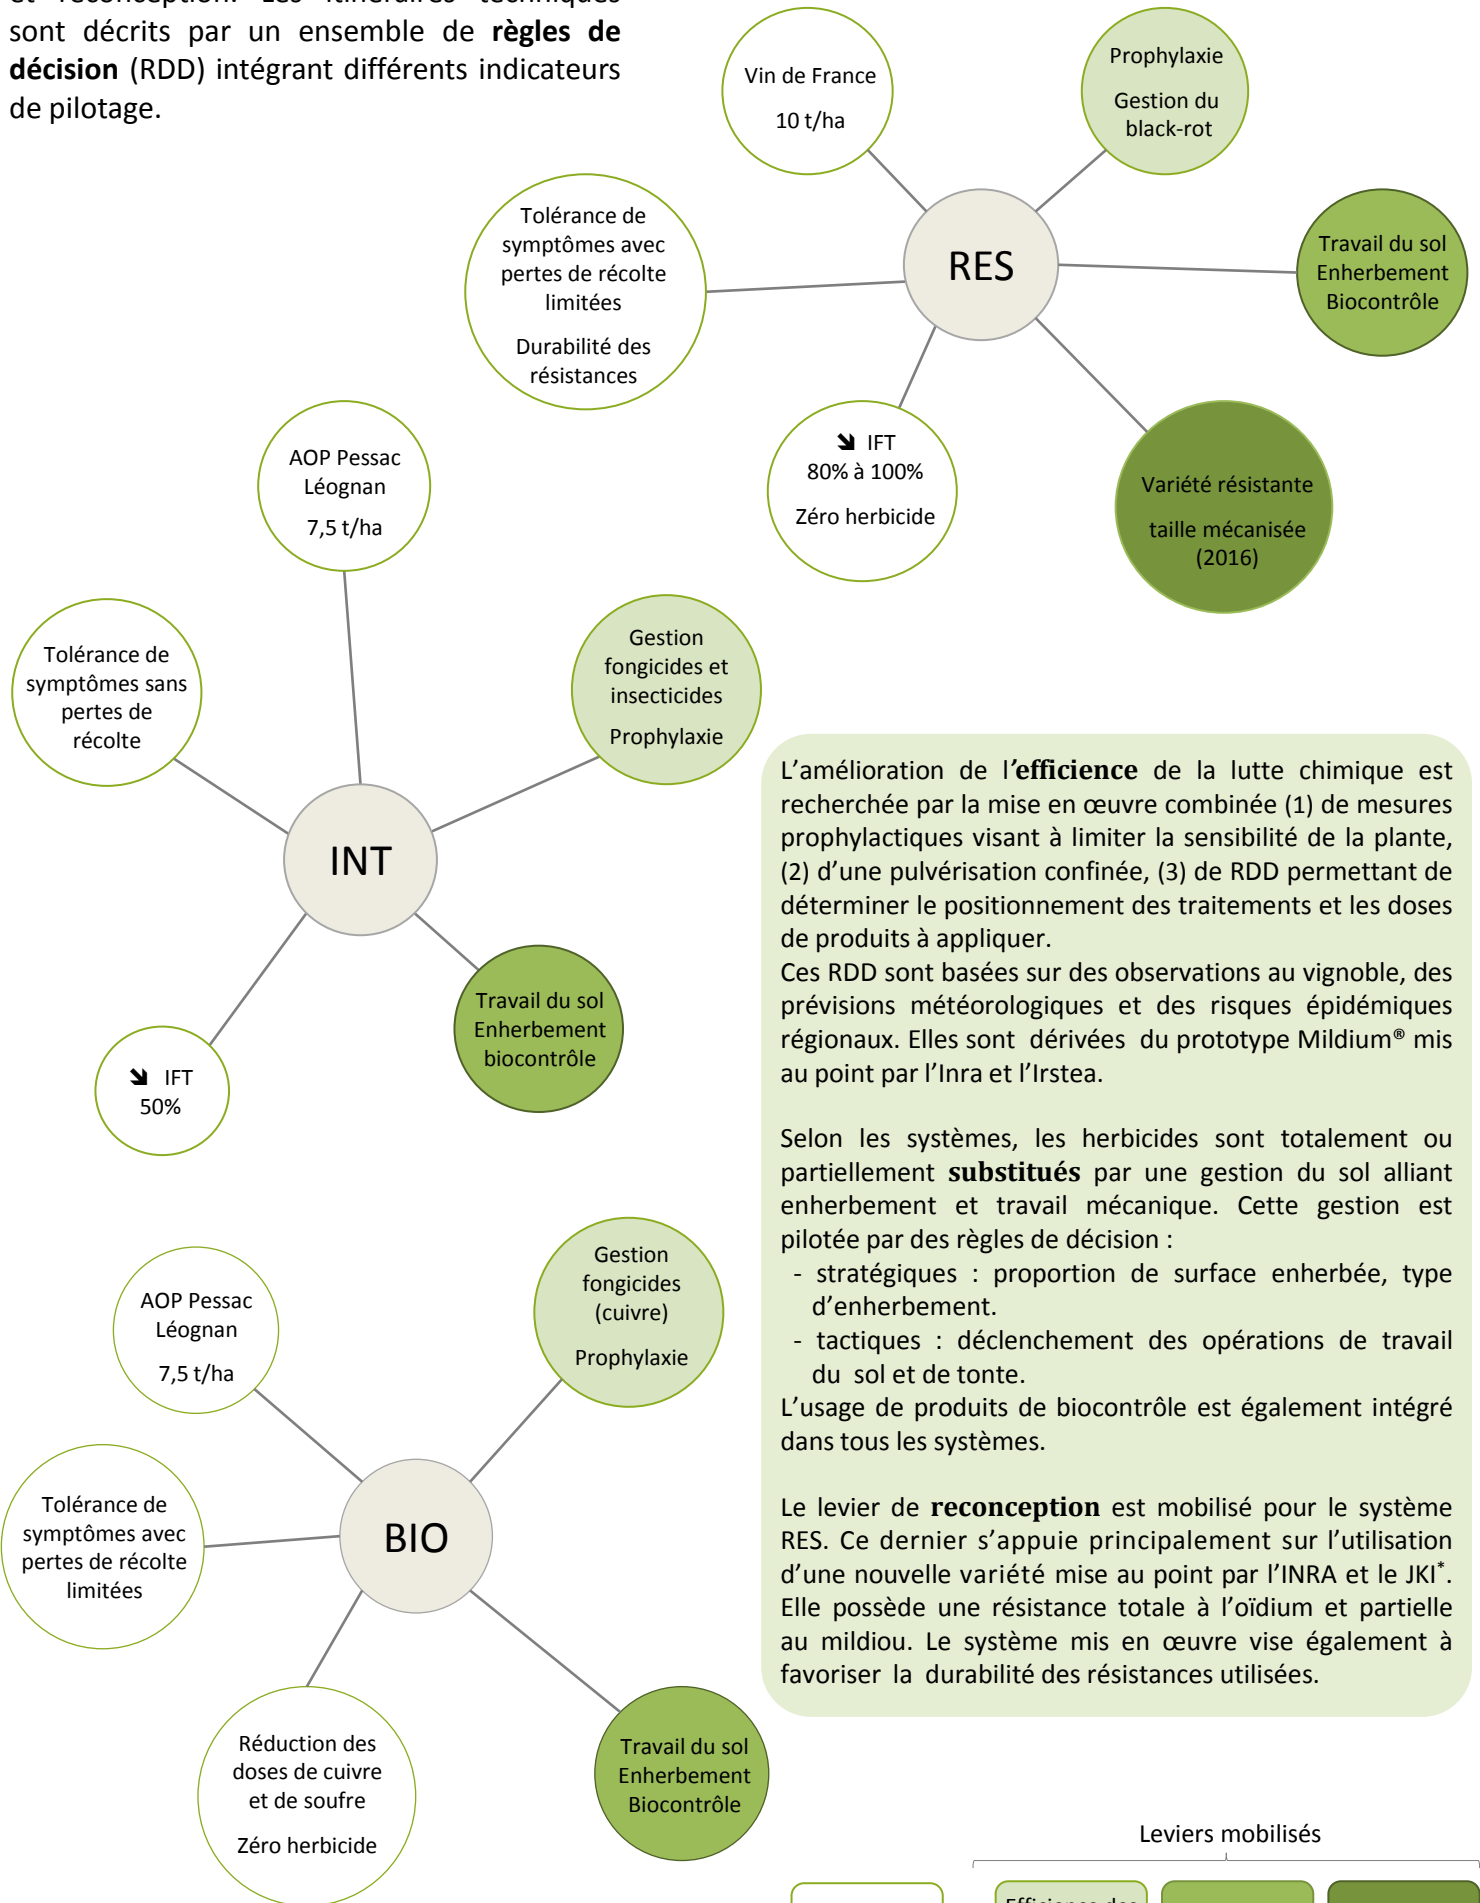 et reconception. Les itinéraires techniques
sont décrits par un ensemble de règles de
décision (RDD) intégrant différents indicateurs
de pilotage.
Vin de France
10 t/ha
Prophylaxie
Gestion du
black-rot
Tolérance de
symptômes avec
pertes de récolte
limitées
Durabilité des
résistances
RES
Travail du sol
Enherbement
Biocontrôle
➘ IFT
80% à 100%
Zéro herbicide
Variété résistante
taille mécanisée
(2016)
AOP Pessac
Léognan
7,5 t/ha
Tolérance de
symptômes sans
pertes de
récolte
Gestion
fongicides et
insecticides
Prophylaxie
INT
Travail du sol
Enherbement
biocontrôle
➘ IFT
50%
L’amélioration de l’efficience de la lutte chimique est
recherchée par la mise en œuvre combinée (1) de mesures
prophylactiques visant à limiter la sensibilité de la plante,
(2) d’une pulvérisation confinée, (3) de RDD permettant de
déterminer le positionnement des traitements et les doses
de produits à appliquer.
Ces RDD sont basées sur des observations au vignoble, des
prévisions météorologiques et des risques épidémiques
régionaux. Elles sont dérivées du prototype Mildium® mis
au point par l’Inra et l’Irstea.
Selon les systèmes, les herbicides sont totalement ou
partiellement substitués par une gestion du sol alliant
enherbement et travail mécanique. Cette gestion est
pilotée par des règles de décision :
- stratégiques : proportion de surface enherbée, type
d’enherbement.
- tactiques : déclenchement des opérations de travail
du sol et de tonte.
L’usage de produits de biocontrôle est également intégré
dans tous les systèmes.
Le levier de reconception est mobilisé pour le système
RES. Ce dernier s’appuie principalement sur l’utilisation
d’une nouvelle variété mise au point par l’INRA et le JKI*.
Elle possède une résistance totale à l’oïdium et partielle
au mildiou. Le système mis en œuvre vise également à
favoriser la durabilité des résistances utilisées.
AOP Pessac
Léognan
7,5 t/ha
Gestion
fongicides
(cuivre)
Prophylaxie
Tolérance de
symptômes avec
pertes de récolte
limitées
BIO
Réduction des
doses de cuivre
et de soufre
Zéro herbicide
Travail du sol
Enherbement
Biocontrôle
Leviers mobilisés
Efficience des